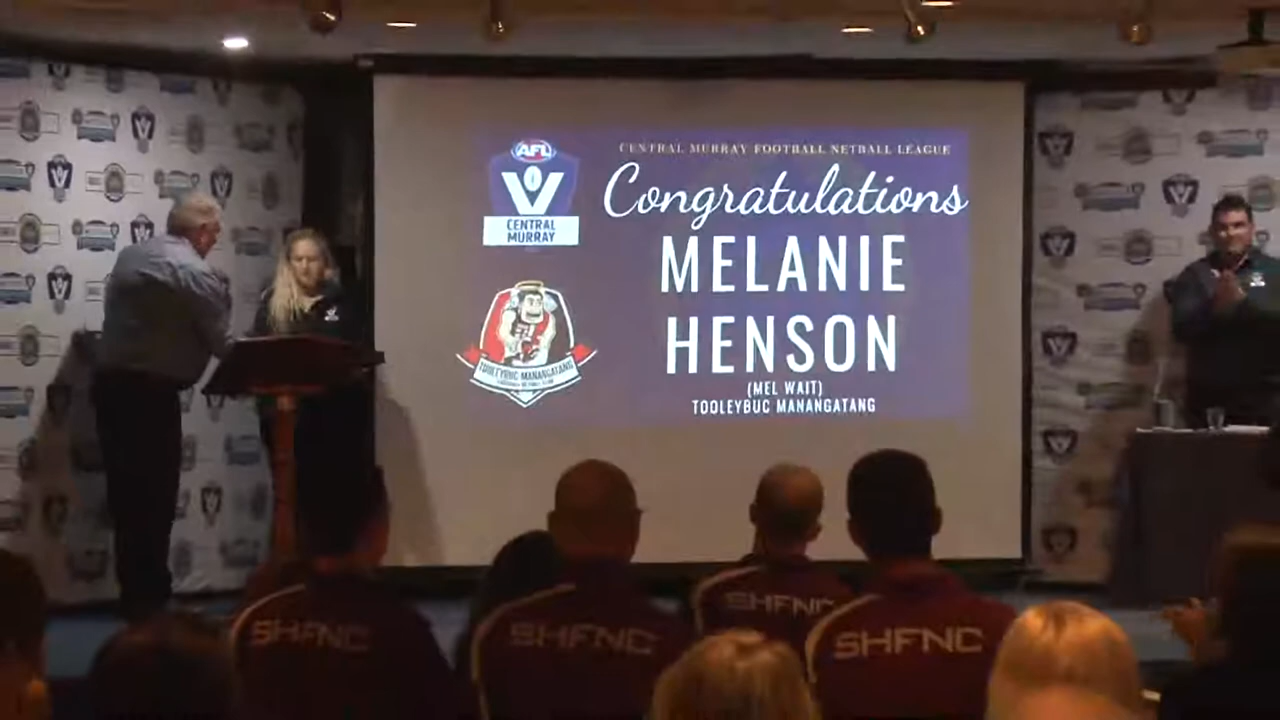 AFL
CENTRAL
MURRAY
CENTRAL MURRAY FOOTBALL NETBALL LEAGUE
Congratulations
MELANIE
HENSON
(MEL WAIT)
TOOLEYBUC MANANGATANG
TOOLEYBUC MANANGATANG
SHFNC
SHFNC
SHFNC
SHFNC